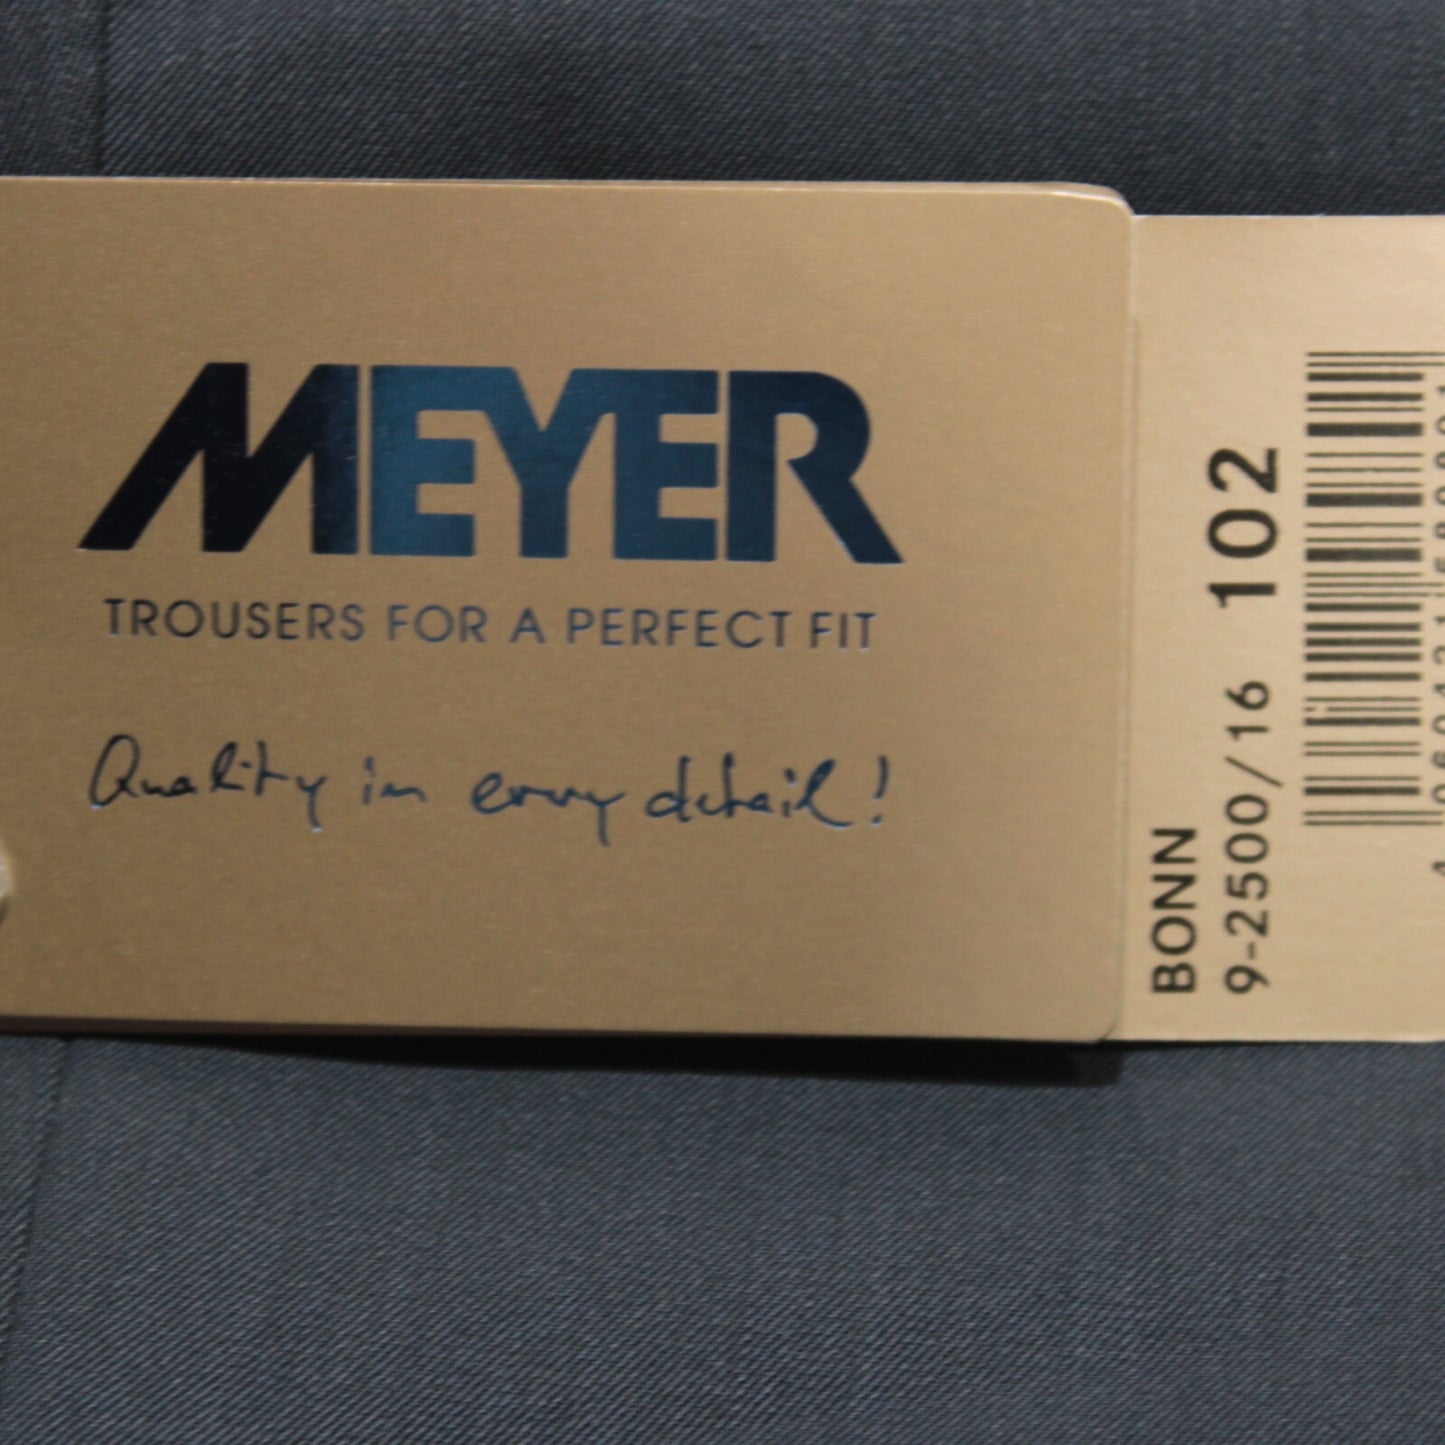 MEYER
TROUSERS FOR A PERFECT FIT
Quality in every detail!
BONN
9-2500/16 102